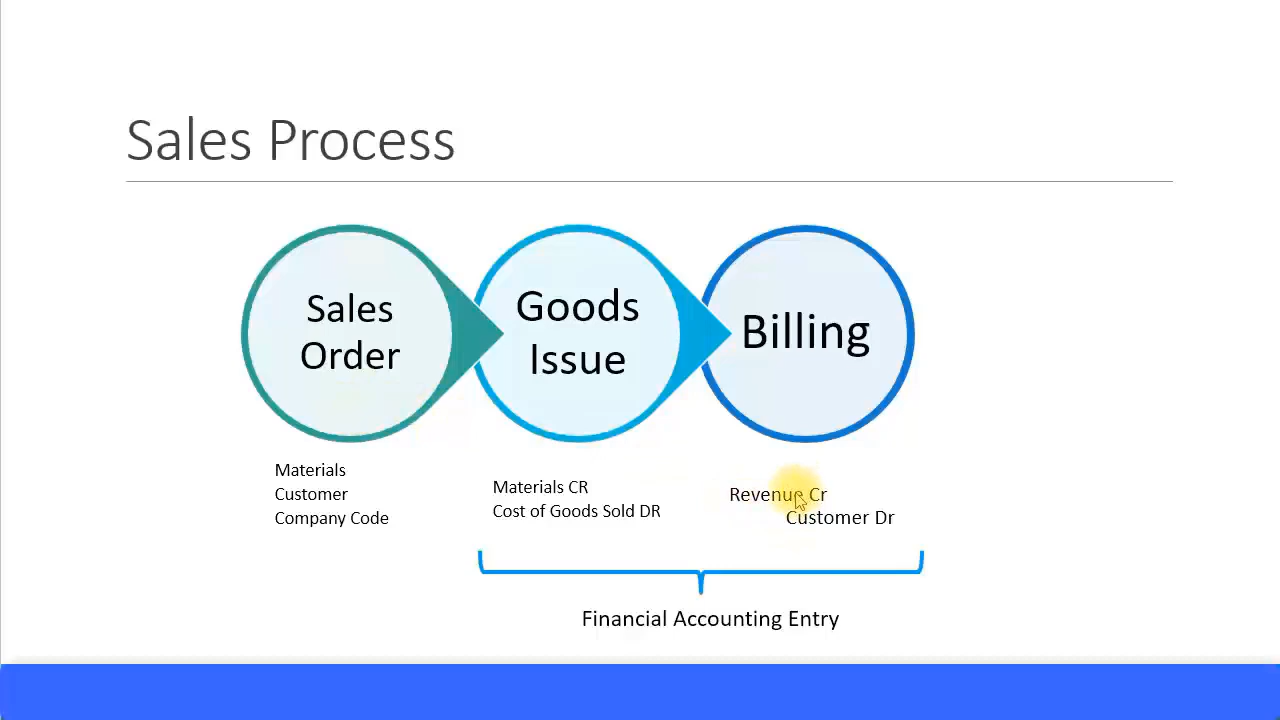 Sales Process
Sales
Order
Goods
Issue
Billing
Materials
Customer
Company Code
Materials CR
Cost of Goods Sold DR
Revenue Cr
Customer Dr
Financial Accounting Entry